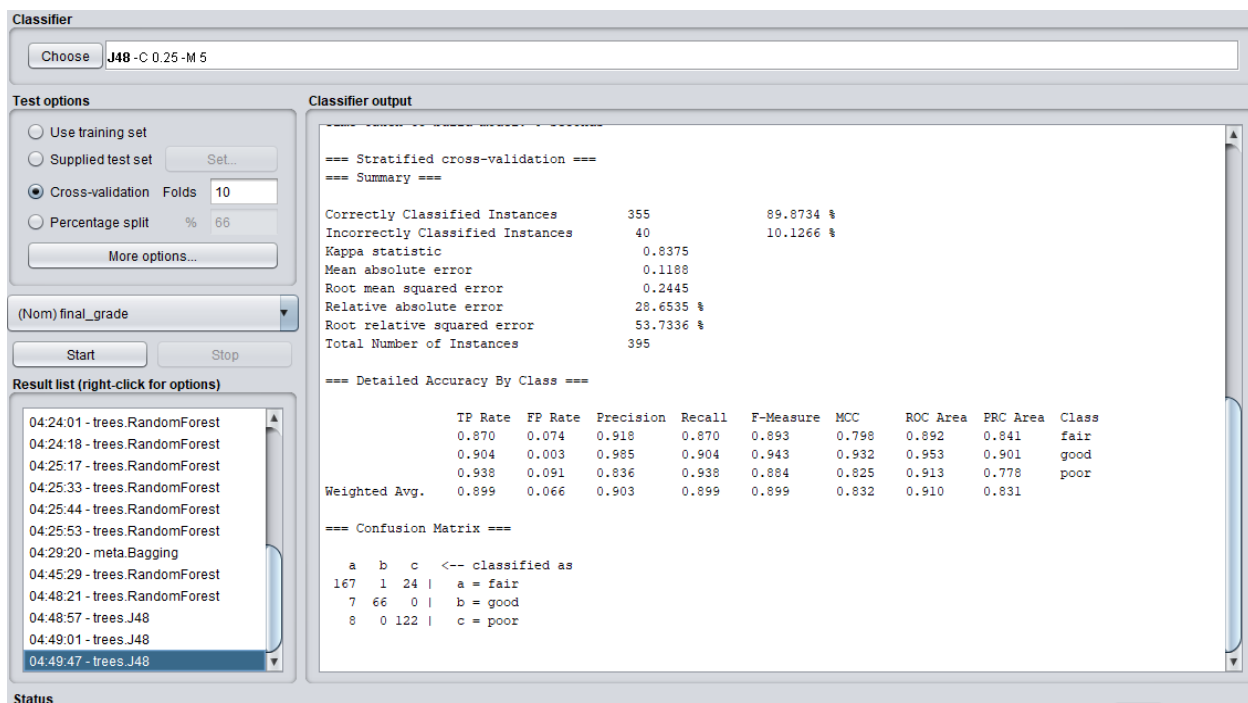 Classifier
Choose J48 -C 0.25 -M 5
Test options
Use training set
Supplied test set Set...
Cross-validation Folds 10
Percentage split % 66
More options...
(Nom) final_grade
Start Stop
Result list (right-click for options)
04:24:01 - trees.RandomForest
04:24:18 - trees.RandomForest
04:25:17 - trees.RandomForest
04:25:33 - trees.RandomForest
04:25:44 - trees.RandomForest
04:25:53 - trees.RandomForest
04:29:20 - meta.Bagging
04:45:29 - trees.RandomForest
04:48:21 - trees.RandomForest
04:48:57 - trees.J48
04:49:01 - trees.J48
04:49:47 - trees.J48
Classifier output
=== Stratified cross-validation ===
=== Summary ===
Correctly Classified Instances 355 89.8734 %
Incorrectly Classified Instances 40 10.1266 %
Kappa statistic 0.8375
Mean absolute error 0.1188
Root mean squared error 0.2445
Relative absolute error 28.6535 %
Root relative squared error 53.7336 %
Total Number of Instances 395
=== Detailed Accuracy By Class ===
TP Rate FP Rate Precision Recall F-Measure MCC ROC Area PRC Area Class
0.870 0.074 0.918 0.870 0.893 0.798 0.892 0.841 fair
0.904 0.003 0.985 0.904 0.943 0.932 0.953 0.901 good
0.938 0.091 0.836 0.938 0.884 0.825 0.913 0.778 poor
Weighted Avg. 0.899 0.066 0.903 0.899 0.899 0.832 0.910 0.831
=== Confusion Matrix ===
a b c <-- classified as
167 1 24 | a = fair
7 66 0 | b = good
8 0 122 | c = poor
Status